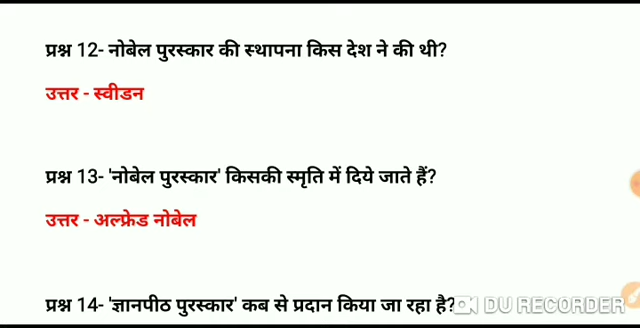 प्रश्न 12- नोबेल पुरस्कार की स्थापना किस देश ने की थी?
उत्तर - स्वीडन
प्रश्न 13- 'नोबेल पुरस्कार' किसकी स्मृति में दिये जाते हैं?
उत्तर - अल्फ्रेड नोबेल
प्रश्न 14- 'ज्ञानपीठ पुरस्कार' कब से प्रदान किया जा रहा है?
DU RECORDER